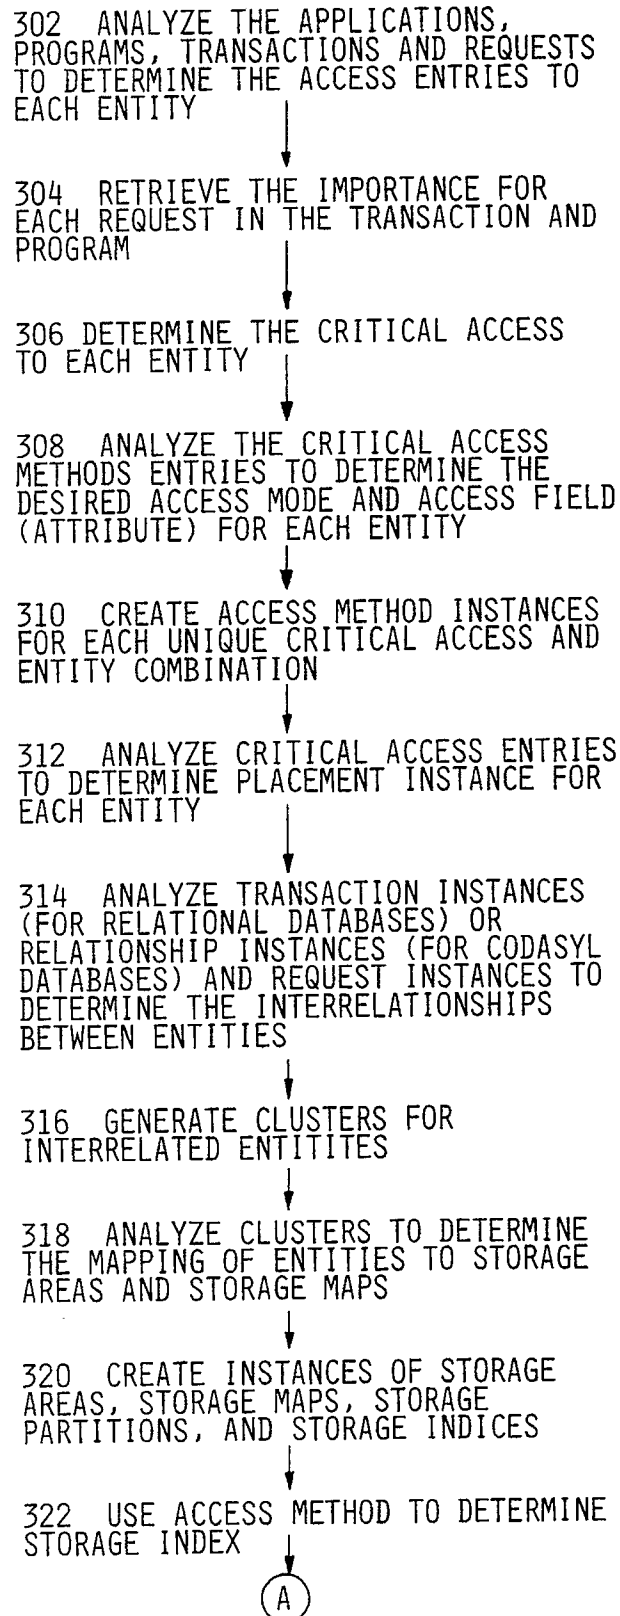 302 ANALYZE THE APPLICATIONS,
PROGRAMS, TRANSACTIONS AND REQUESTS
TO DETERMINE THE ACCESS ENTRIES TO
EACH ENTITY
304 RETRIEVE THE IMPORTANCE FOR
EACH REQUEST IN THE TRANSACTION AND
PROGRAM
306 DETERMINE THE CRITICAL ACCESS
TO EACH ENTITY
308 ANALYZE THE CRITICAL ACCESS
METHODS ENTRIES TO DETERMINE THE
DESIRED ACCESS MODE AND ACCESS FIELD
(ATTRIBUTE) FOR EACH ENTITY
310 CREATE ACCESS METHOD INSTANCES
FOR EACH UNIQUE CRITICAL ACCESS AND
ENTITY COMBINATION
312 ANALYZE CRITICAL ACCESS ENTRIES
TO DETERMINE PLACEMENT INSTANCE FOR
EACH ENTITY
314 ANALYZE TRANSACTION INSTANCES
(FOR RELATIONAL DATABASES) OR
RELATIONSHIP INSTANCES (FOR CODASYL
DATABASES) AND REQUEST INSTANCES TO
DETERMINE THE INTERRELATIONSHIPS
BETWEEN ENTITIES
316 GENERATE CLUSTERS FOR
INTERRELATED ENTITITES
318 ANALYZE CLUSTERS TO DETERMINE
THE MAPPING OF ENTITIES TO STORAGE
AREAS AND STORAGE MAPS
320 CREATE INSTANCES OF STORAGE
AREAS, STORAGE MAPS, STORAGE
PARTITIONS, AND STORAGE INDICES
322 USE ACCESS METHOD TO DETERMINE
STORAGE INDEX
A